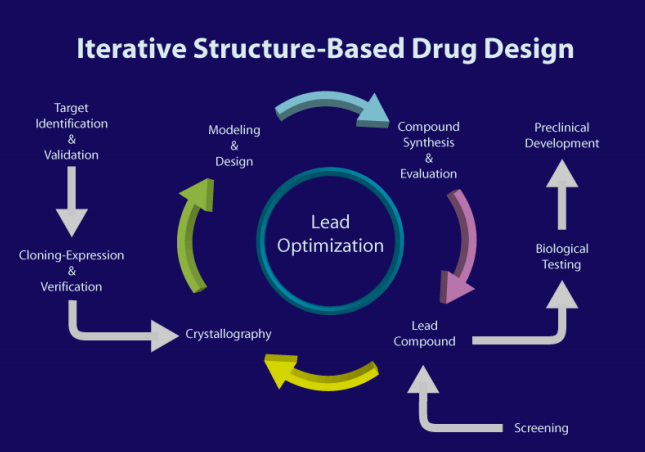 Iterative Structure-Based Drug Design
Target
Identification
&
Validation
Cloning-Expression
&
Verification
Crystallography
Modeling
&
Design
Compound
Synthesis
&
Evaluation
Lead
Optimization
Lead
Compound
Screening
Biological
Testing
Preclinical
Development